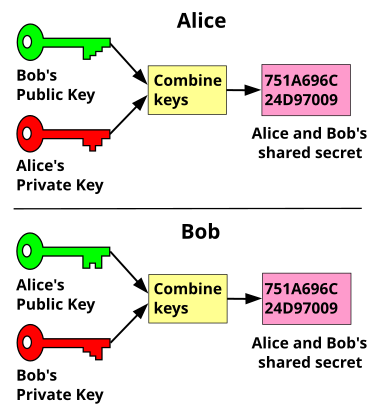 Alice
Bob's
Public Key
Combine
keys
751A696C
24D97009
Alice and Bob's
shared secret
Alice's
Private Key
Bob
Alice's
Public Key
Combine
keys
751A696C
24D97009
Alice and Bob's
shared secret
Bob's
Private Key